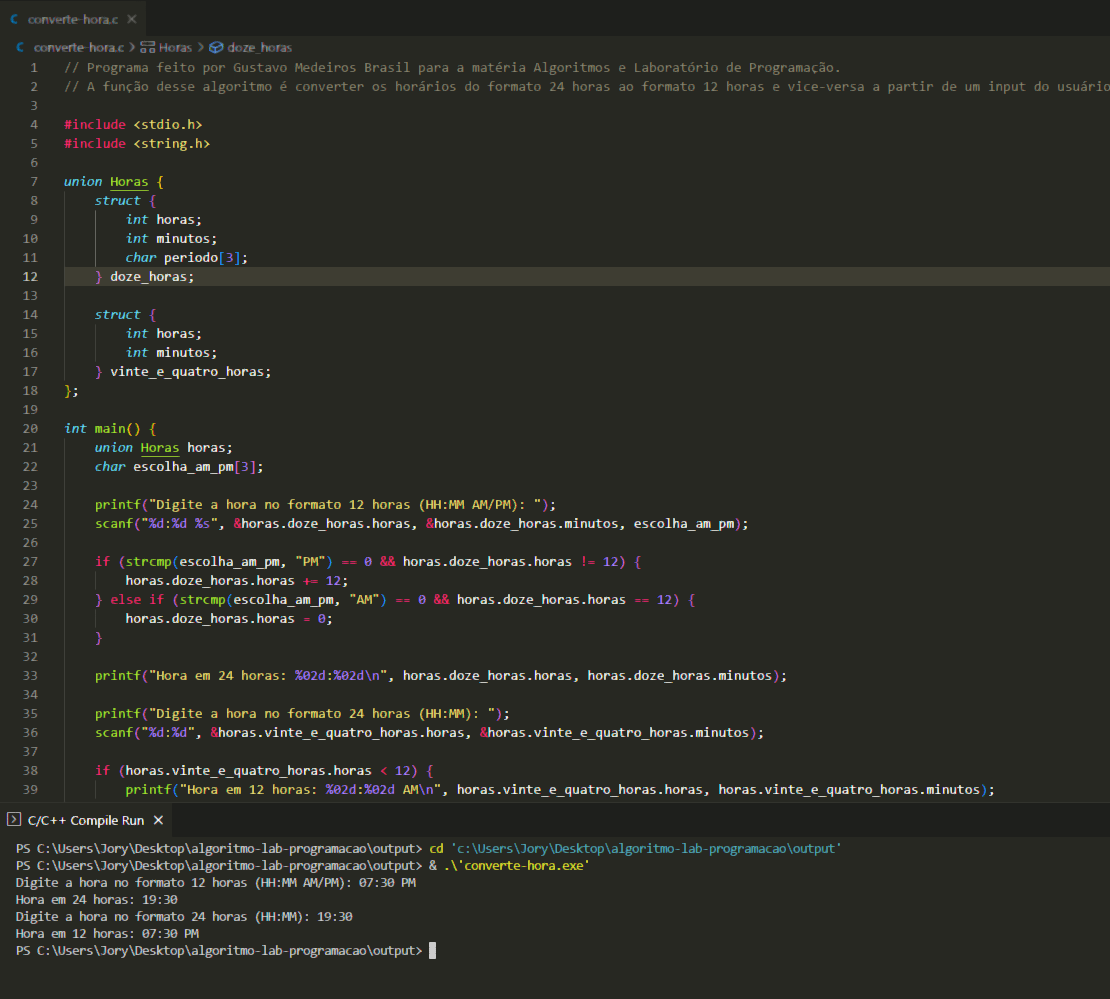 converte-hora.c
converte-hora.c > Horas > doze_horas
1 // Programa feito por Gustavo Medeiros Brasil para a matéria Algoritmos e Laboratório de Programação.
2 // A função desse algoritmo é converter os horários do formato 24 horas ao formato 12 horas e vice-versa a partir de um input do usuário
3
4 #include <stdio.h>
5 #include <string.h>
6
7 union Horas {
8     struct {
9         int horas;
10         int minutos;
11         char periodo[3];
12     } doze_horas;
13
14     struct {
15         int horas;
16         int minutos;
17     } vinte_e_quatro_horas;
18 };
19
20 int main() {
21     union Horas horas;
22     char escolha_am_pm[3];
23
24     printf("Digite a hora no formato 12 horas (HH:MM AM/PM): ");
25     scanf("%d:%d %s", &horas.doze_horas.horas, &horas.doze_horas.minutos, escolha_am_pm);
26
27     if (strcmp(escolha_am_pm, "PM") == 0 && horas.doze_horas.horas != 12) {
28         horas.doze_horas.horas += 12;
29     } else if (strcmp(escolha_am_pm, "AM") == 0 && horas.doze_horas.horas == 12) {
30         horas.doze_horas.horas = 0;
31     }
32
33     printf("Hora em 24 horas: %02d:%02d\n", horas.doze_horas.horas, horas.doze_horas.minutos);
34
35     printf("Digite a hora no formato 24 horas (HH:MM): ");
36     scanf("%d:%d", &horas.vinte_e_quatro_horas.horas, &horas.vinte_e_quatro_horas.minutos);
37
38     if (horas.vinte_e_quatro_horas.horas < 12) {
39         printf("Hora em 12 horas: %02d:%02d AM\n", horas.vinte_e_quatro_horas.horas, horas.vinte_e_quatro_horas.minutos);
C/C++ Compile Run
PS C:\Users\Jory\Desktop\algoritmo-lab-programacao\output> cd 'c:\Users\Jory\Desktop\algoritmo-lab-programacao\output'
PS C:\Users\Jory\Desktop\algoritmo-lab-programacao\output> & .\'converte-hora.exe'
Digite a hora no formato 12 horas (HH:MM AM/PM): 07:30 PM
Hora em 24 horas: 19:30
Digite a hora no formato 24 horas (HH:MM): 19:30
Hora em 12 horas: 07:30 PM
PS C:\Users\Jory\Desktop\algoritmo-lab-programacao\output>